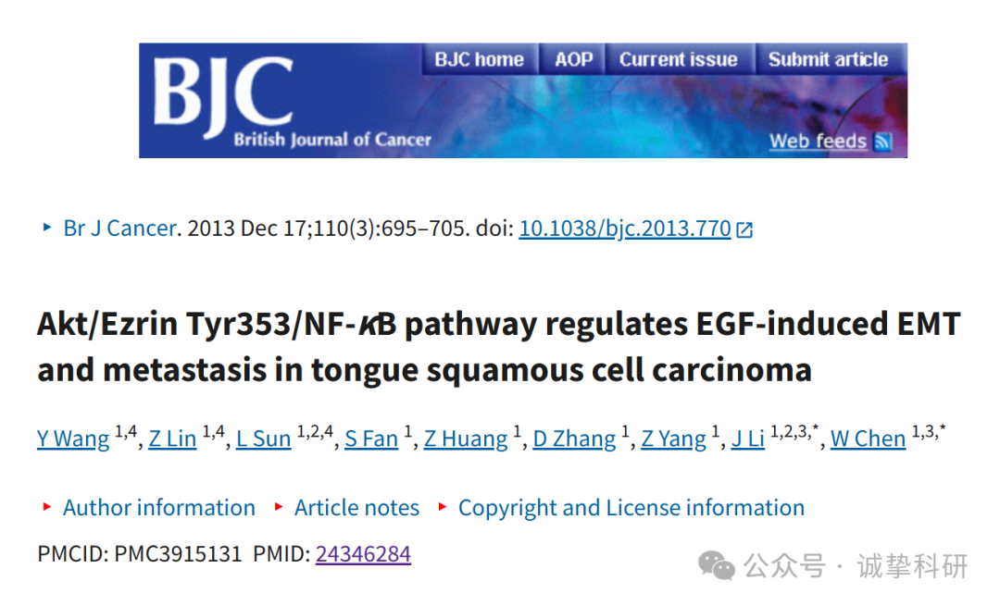 BJC home AOP Current issue Submit article
BJC
British Journal of Cancer
Web feeds
Br J Cancer. 2013 Dec 17;110(3):695–705. doi: 10.1038/bjc.2013.770
Akt/Ezrin Tyr353/NF-κB pathway regulates EGF-induced EMT
and metastasis in tongue squamous cell carcinoma
Y Wang 1,4, Z Lin 1,4, L Sun 1,2,4, S Fan 1, Z Huang 1, D Zhang 1, Z Yang 1, J Li 1,2,3,*, W Chen 1,3,*
Author information Article notes Copyright and License information
PMCID: PMC3915131 PMID: 24346284
公众号 · 诚挚科研